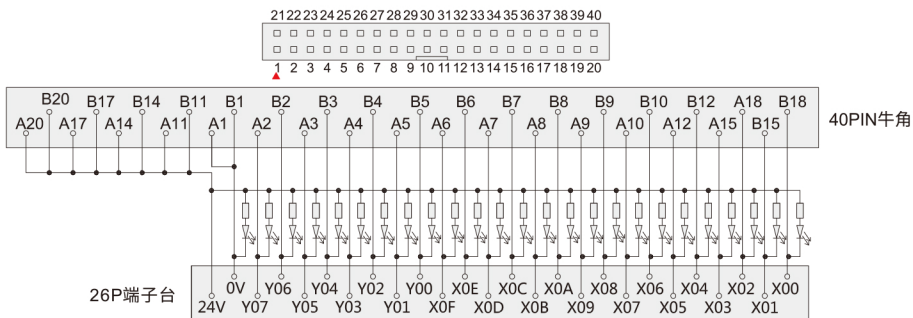 21 22 23 24 25 26 27 28 29 30 31 32 33 34 35 36 37 38 39 40
1 2 3 4 5 6 7 8 9 10 11 12 13 14 15 16 17 18 19 20
B20 B17 B14 B11 B1 B2 B3 B4 B5 B6 B7 B8 B9 B10 B12 A18 B18
A20 A17 A14 A11 A1 A2 A3 A4 A5 A6 A7 A8 A9 A10 A12 A15 B15
40PIN牛角
26P端子台
0V Y06 Y04 Y02 Y00 X0E X0C X0A X08 X06 X04 X02 X00
24V Y07 Y05 Y03 Y01 X0F X0D X0B X09 X07 X05 X03 X01